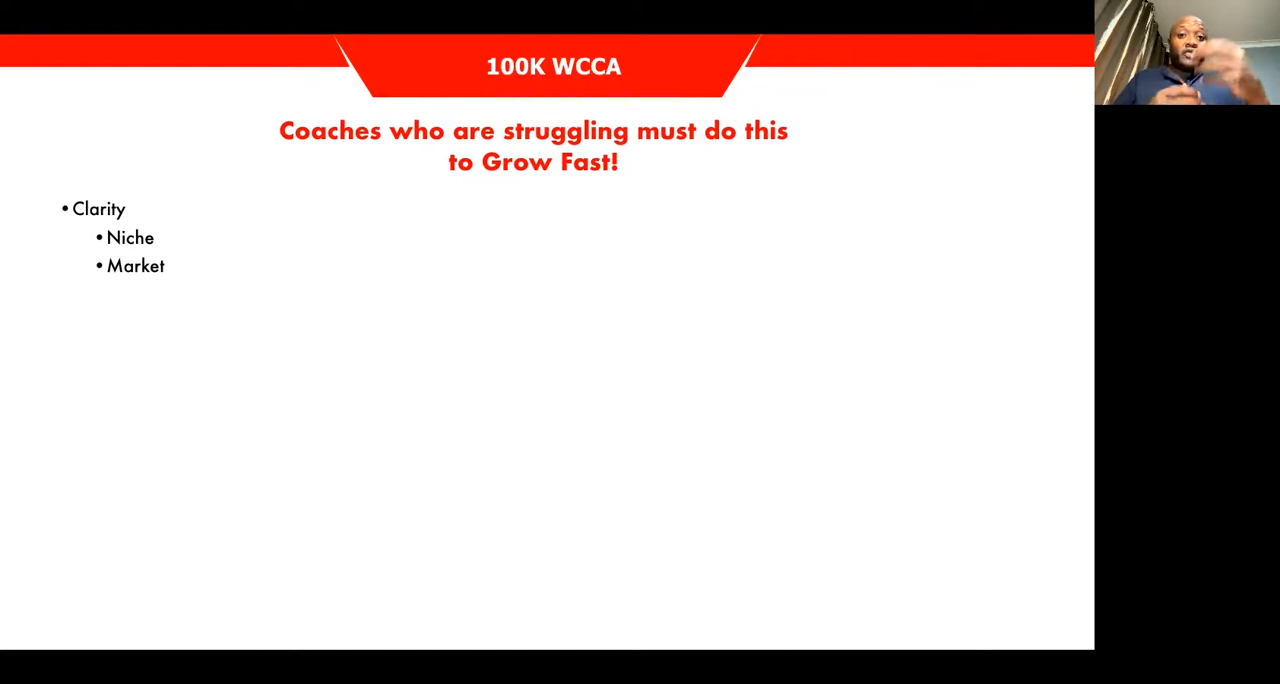 100K WCCA
Coaches who are struggling must do this
to Grow Fast!
• Clarity
• Niche
• Market